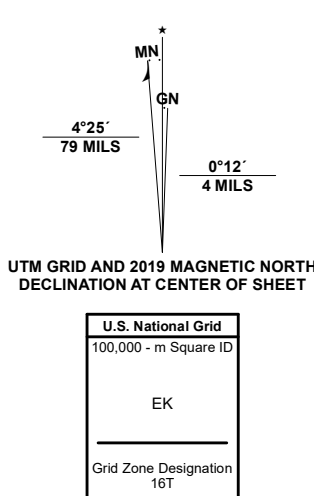 ★
MN
GN
4°25´
79 MILS
0°12´
4 MILS
UTM GRID AND 2019 MAGNETIC NORTH
DECLINATION AT CENTER OF SHEET
U.S. National Grid
100,000 - m Square ID
EK
Grid Zone Designation
16T